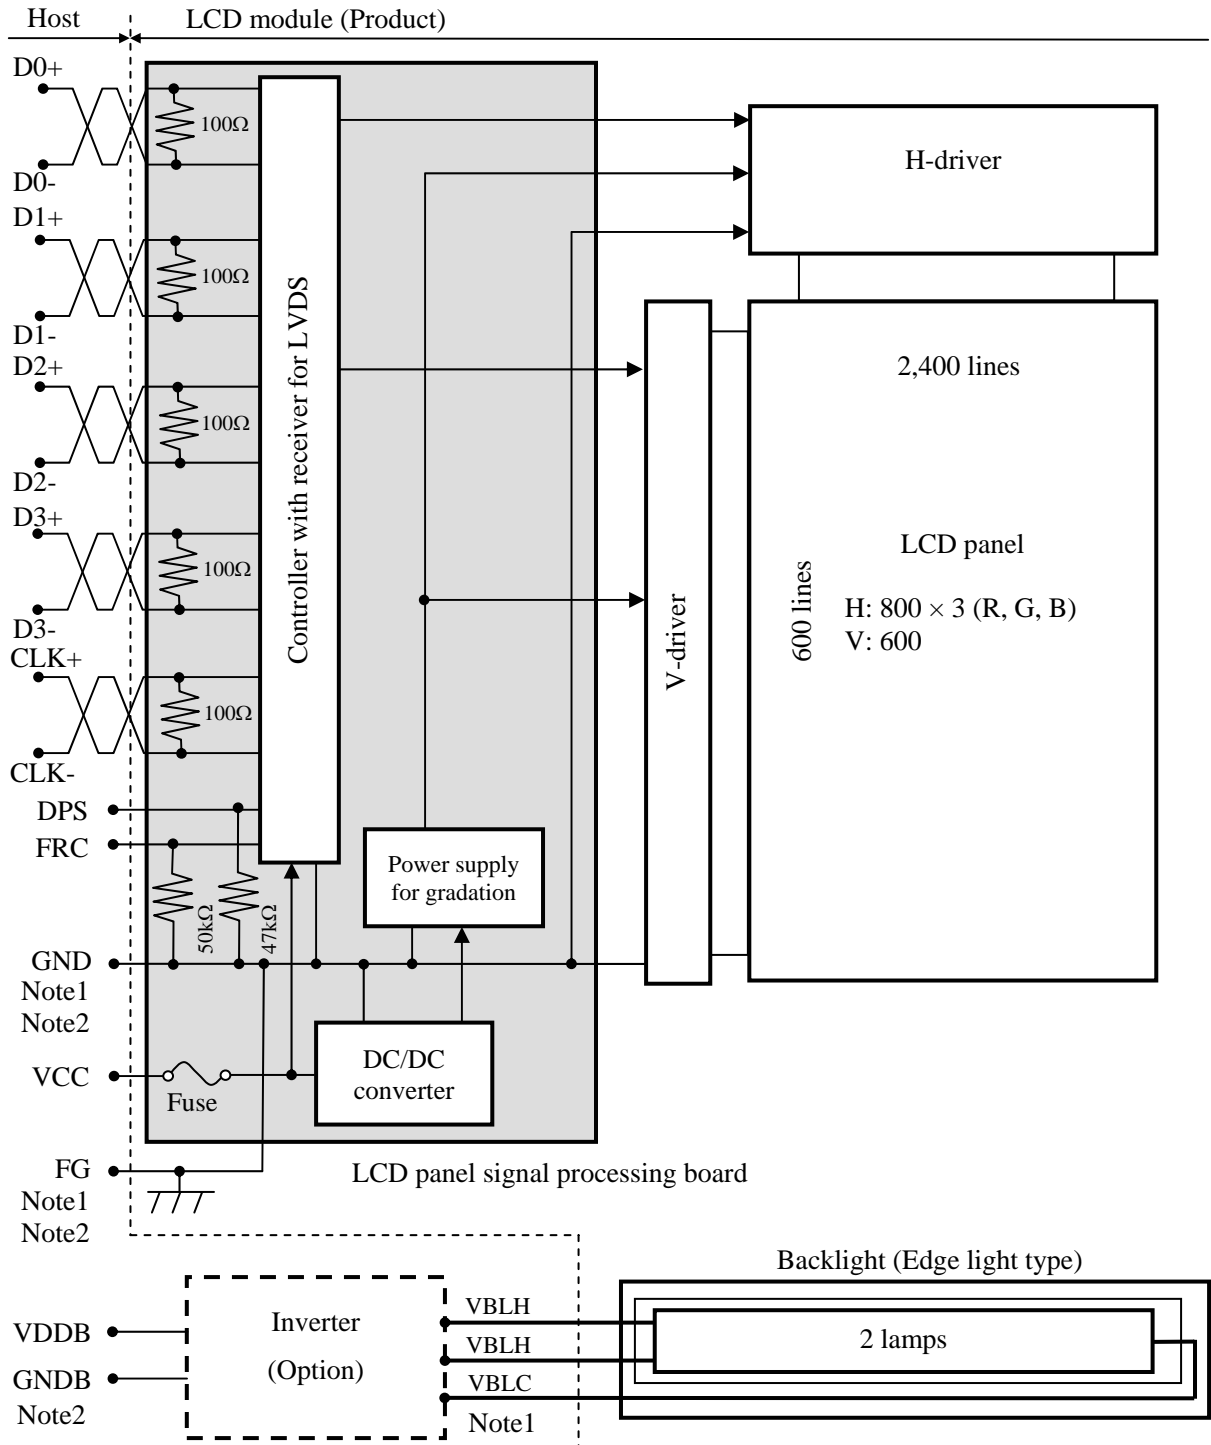 Host
LCD module (Product)
D0+
100Ω
D0-
D1+
100Ω
D1-
D2+
100Ω
D2-
D3+
100Ω
D3-
CLK+
100Ω
CLK-
DPS
FRC
50kΩ
47kΩ
GND
Note1
Note2
VCC
Fuse
FG
Note1
Note2
Controller with receiver for LVDS
Power supply
for gradation
DC/DC
converter
LCD panel signal processing board
H-driver
V-driver
2,400 lines
600 lines
LCD panel
H: 800 × 3 (R, G, B)
V: 600
Backlight (Edge light type)
VDDB
GNDB
Note2
Inverter
(Option)
VBLH
VBLH
VBLC
Note1
2 lamps